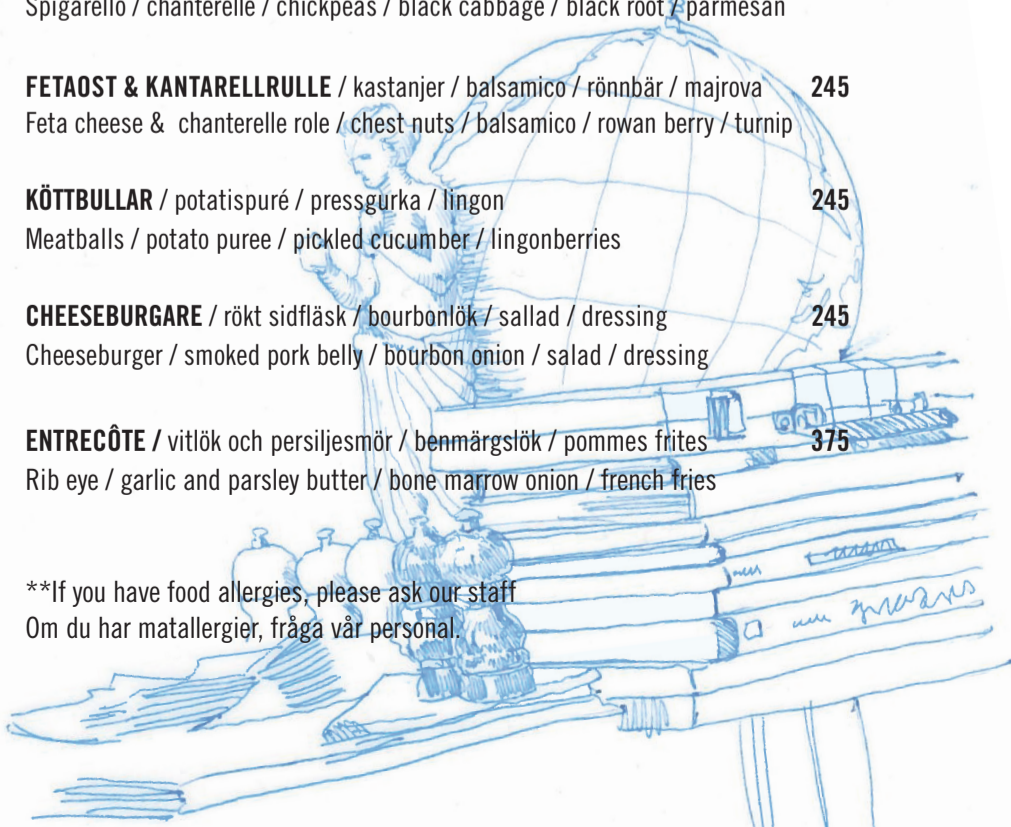 Spigarello / chanterelle / chickpeas / black cabbage / black root / parmesan
FETAOST & KANTARELLRULLE / kastanjer / balsamico / rönnbär / majrova 245
Feta cheese & chanterelle role / chest nuts / balsamico / rowan berry / turnip
KÖTTBULLAR / potatispuré / pressgurka / lingon 245
Meatballs / potato puree / pickled cucumber / lingonberries
CHEESEBURGARE / rökt sidfläsk / bourbonlök / sallad / dressing 245
Cheeseburger / smoked pork belly / bourbon onion / salad / dressing
ENTRECÔTE / vitlök och persiljesmör / benmärgslök / pommes frites 375
Rib eye / garlic and parsley butter / bone marrow onion / french fries
**If you have food allergies, please ask our staff
Om du har matallergier, fråga vår personal.